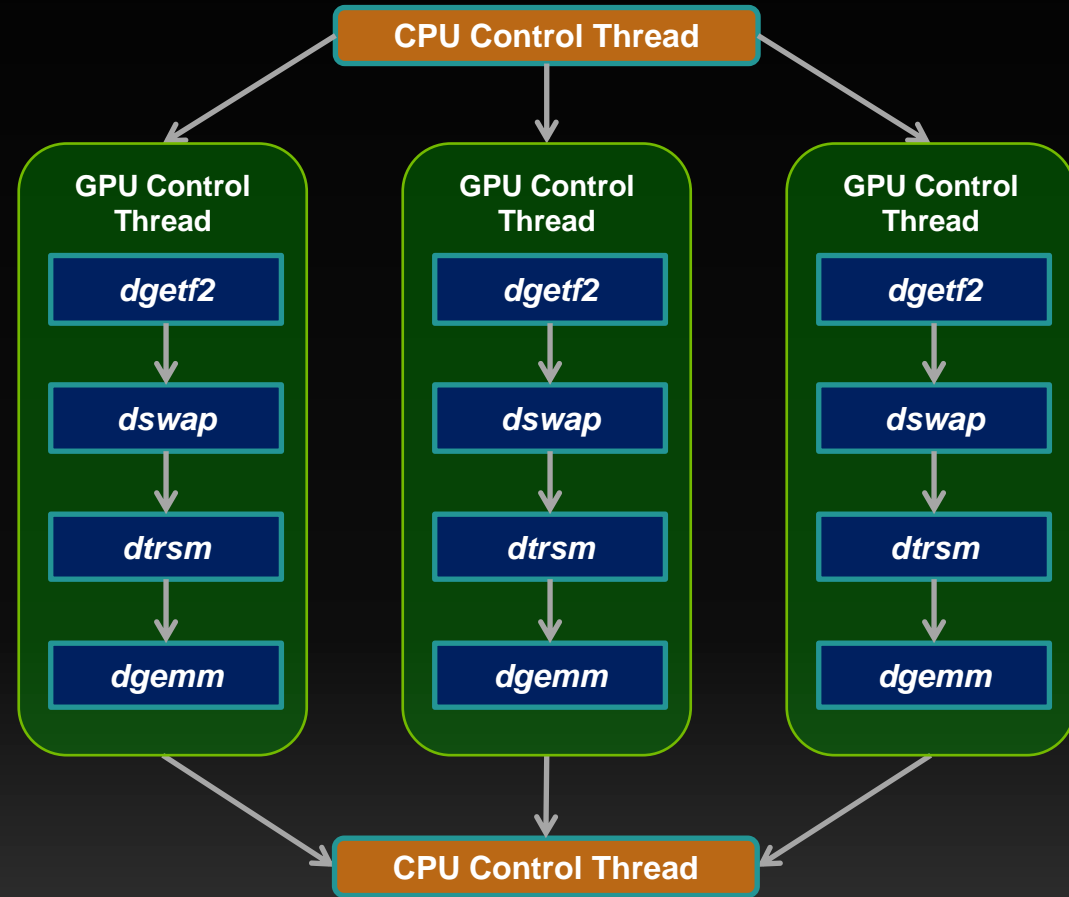 CPU Control Thread
GPU Control
Thread
dgetf2
dswap
dtrsm
dgemm
GPU Control
Thread
dgetf2
dswap
dtrsm
dgemm
GPU Control
Thread
dgetf2
dswap
dtrsm
dgemm
CPU Control Thread